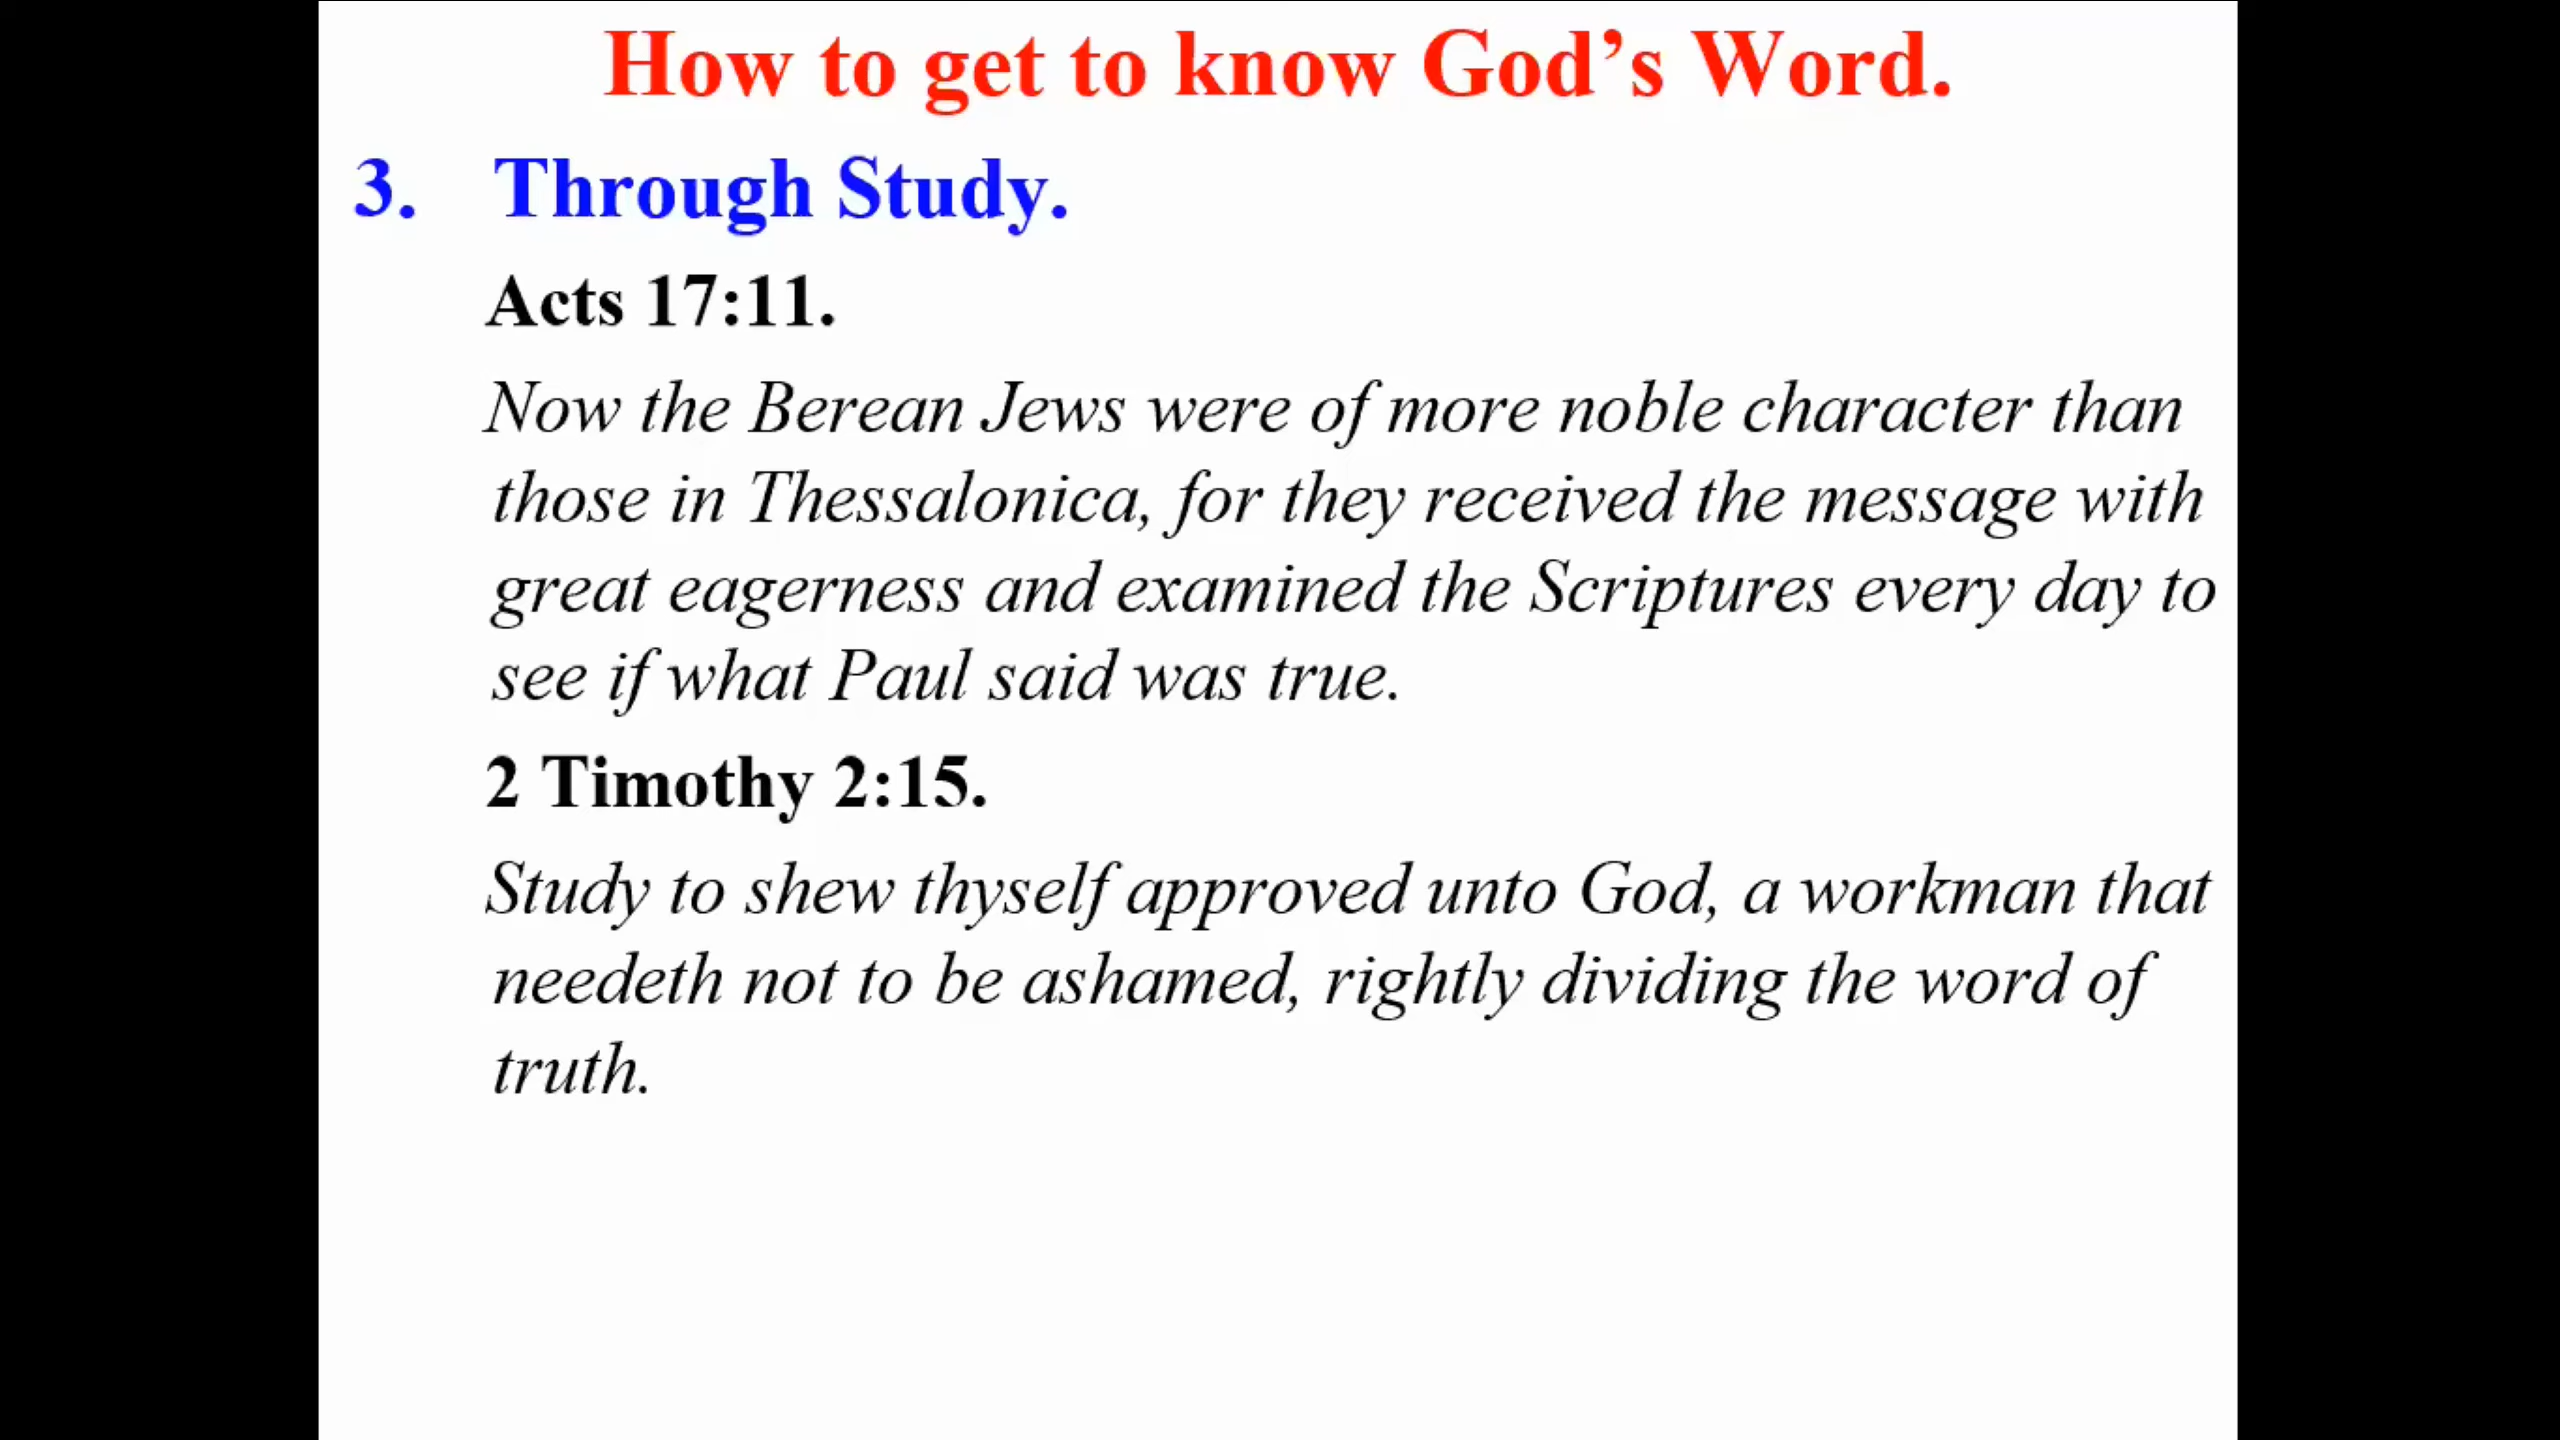 How to get to know God’s Word.
3. Through Study.
Acts 17:11.
Now the Berean Jews were of more noble character than
those in Thessalonica, for they received the message with
great eagerness and examined the Scriptures every day to
see if what Paul said was true.
2 Timothy 2:15.
Study to shew thyself approved unto God, a workman that
needeth not to be ashamed, rightly dividing the word of
truth.